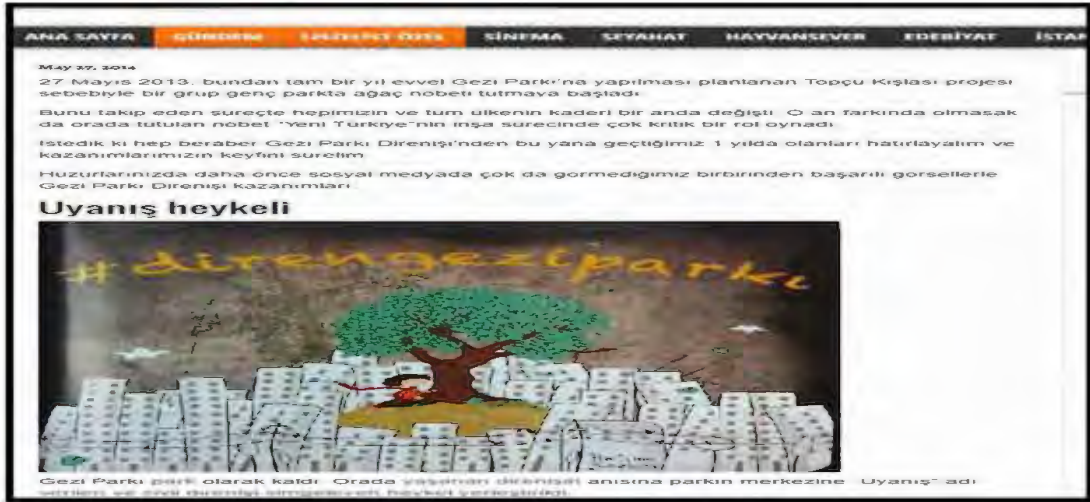 ANA SAYFA GÜNDEM ÖZEL SİNEMA SEYAHAT HAYVANSEVER EDEBİYAT İSTAN
May 27, 2014
27 Mayıs 2013, bundan tam bir yıl evvel Gezi Parkı'na yapılması planlanan Topçu Kışlası projesi
sebebiyle bir grup genç parkta ağaç nöbeti tutmaya başladı.
Bunu takip eden süreçte hepimizin ve tüm ülkenin kaderi bir anda değişti. O an farkında olmasak
da orada tutulan nöbet "Yeni Türkiye"nin inşa sürecinde çok kritik bir rol oynadı.
İstedik ki hep beraber Gezi Parkı Direnişi'nden bu yana geçtiğimiz 1 yılda olanları hatırlayalım ve
kazanımlarımızın keyfini sürelim.
Huzurlarınızda daha önce sosyal medyada çok da görmediğimiz birbirinden başarılı görsellerle
Gezi Parkı Direnişi kazanımları
Uyanış heykeli
#direngeziparkı
Gezi Parkı park olarak kaldı. Orada yaşanan direnişin anısına parkın merkezine "Uyanış" adı
verilen ve sivil direnişi simgeleyen heykel yerleştirildi.